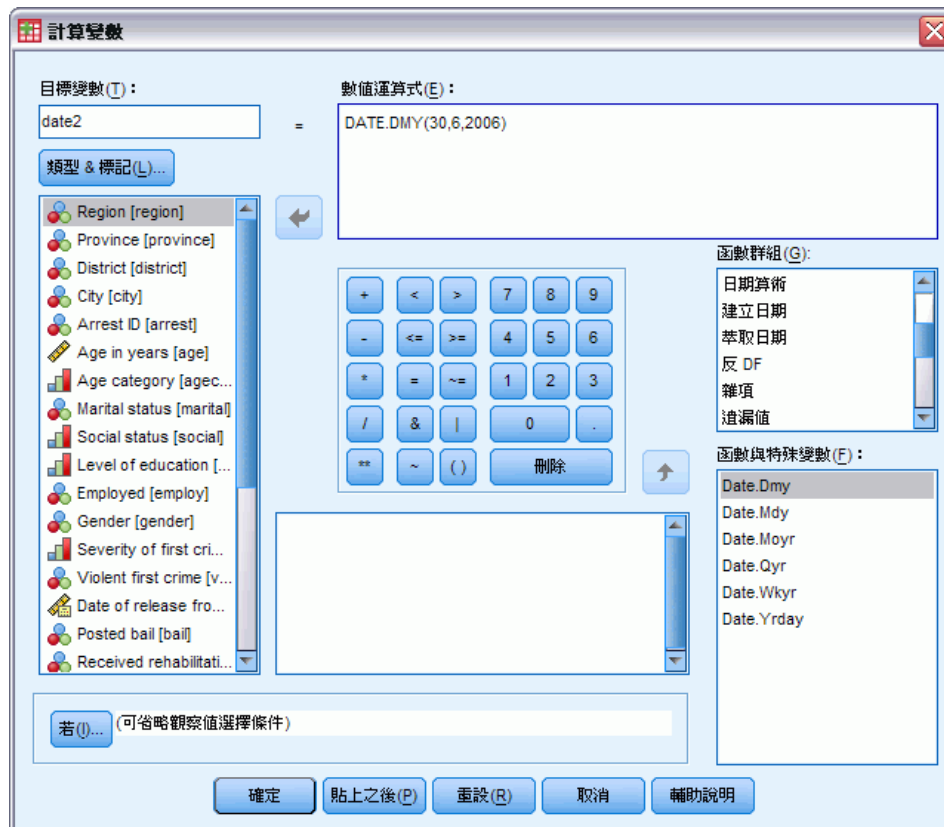 計算變數
目標變數(T)：
數值運算式(E)：
date2
=
DATE.DMY(30,6,2006)
類型 & 標記(L)...
Region [region]
Province [province]
District [district]
City [city]
Arrest ID [arrest]
Age in years [age]
Age category [agec...
Marital status [marital]
Social status [social]
Level of education [...
Employed [employ]
Gender [gender]
Severity of first cri...
Violent first crime [v...
Date of release fro...
Posted bail [bail]
Received rehabilitati...
+ < > 7 8 9
- <= >= 4 5 6
* = ~= 1 2 3
/ & | 0 .
** ~ ( ) 刪除
函數群組(G):
日期算術
建立日期
萃取日期
反 DF
雜項
遺漏值
函數與特殊變數(F)：
Date.Dmy
Date.Mdy
Date.Moyr
Date.Qyr
Date.Wkyr
Date.Yrday
若(I)... (可省略觀察值選擇條件)
確定 貼上之後(P) 重設(R) 取消 輔助說明